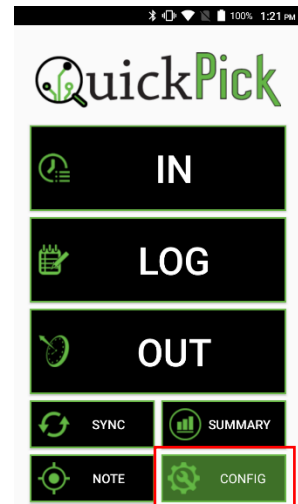 100% 1:21 PM
QuickPick
IN
LOG
OUT
SYNC
SUMMARY
NOTE
CONFIG